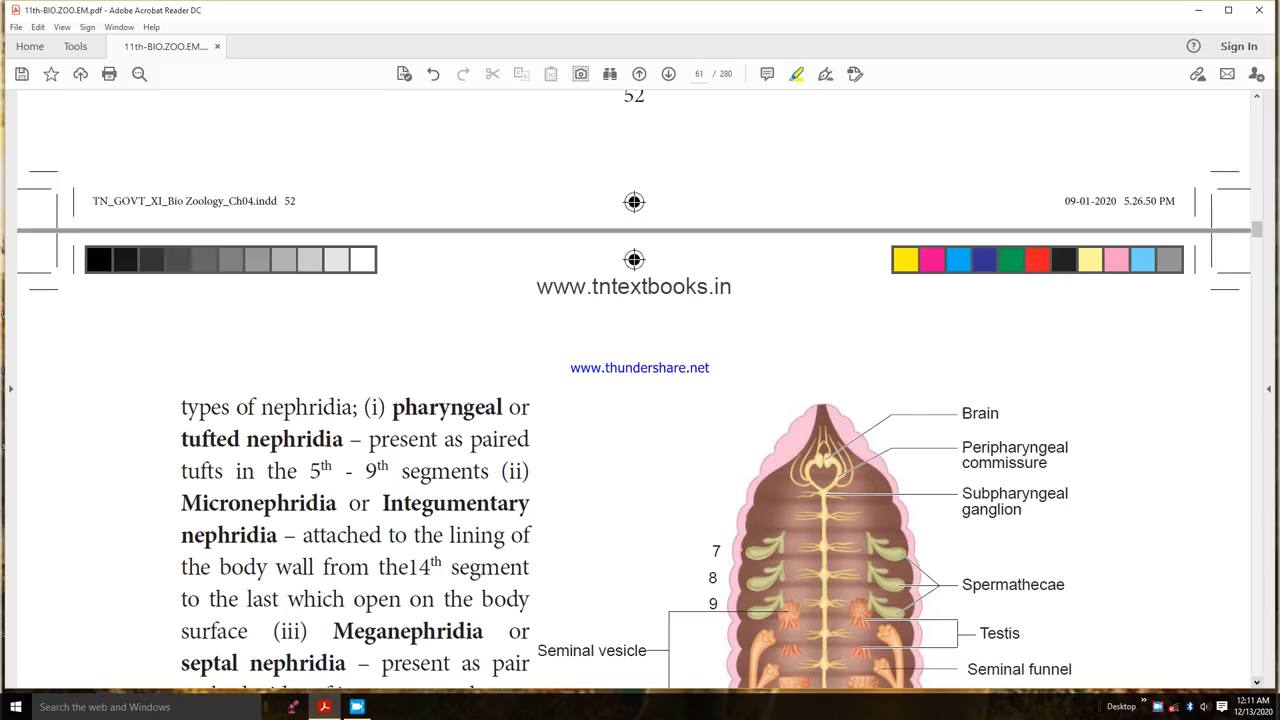 11th-BIO.ZOO.EM.pdf - Adobe Acrobat Reader DC
File Edit View Sign Window Help
Home Tools 11th-BIO.ZOO.EM.... × Sign In
61 / 280
52
TN_GOVT_XI_Bio Zoology_Ch04.indd 52 09-01-2020 5.26.50 PM
www.tntextbooks.in
www.thundershare.net
types of nephridia; (i) pharyngeal or
tufted nephridia – present as paired
tufts in the 5th - 9th segments (ii)
Micronephridia or Integumentary
nephridia – attached to the lining of
the body wall from the14th segment
to the last which open on the body
surface (iii) Meganephridia or
septal nephridia – present as pair
Brain
Peripharyngeal
commissure
Subpharyngeal
ganglion
7
8
9
Spermathecae
Testis
Seminal vesicle
Seminal funnel
Search the web and Windows
Desktop
12:11 AM
12/13/2020